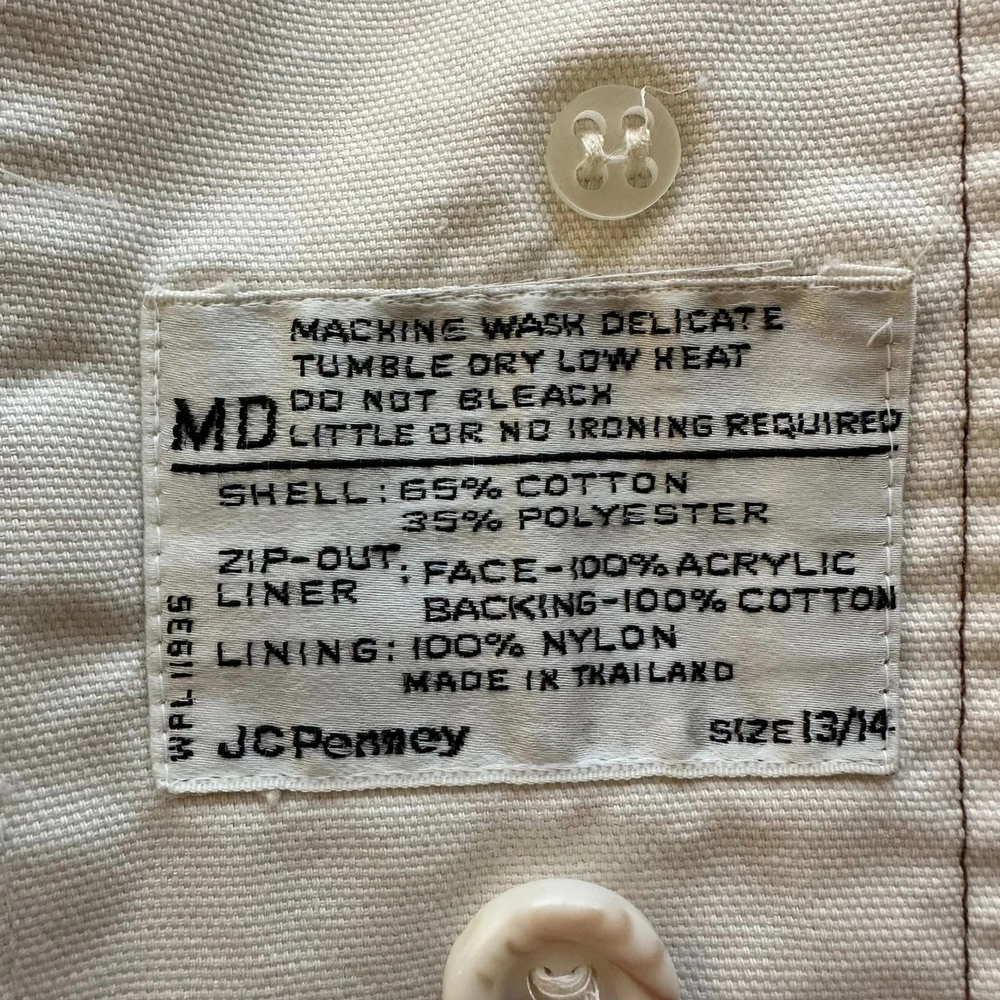 MACHINE WASH DELICATE
TUMBLE DRY LOW HEAT
DO NOT BLEACH
MD LITTLE OR NO IRONING REQUIRED
SHELL: 65% COTTON
35% POLYESTER
ZIP-OUT LINER: FACE-100% ACRYLIC
BACKING-100% COTTON
LINING: 100% NYLON
MADE IN THAILAND
WPL 11935
JCPenney SIZE 13/14